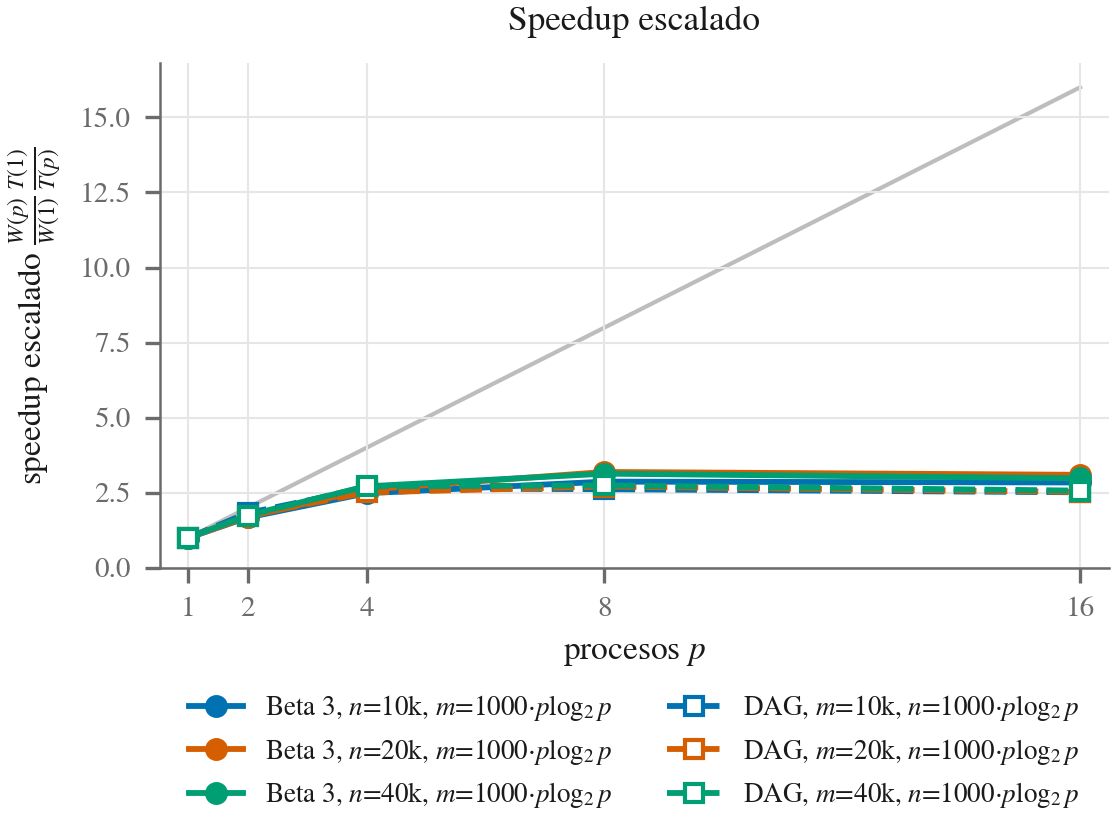 Speedup escalado
speedup escalado W(p)/W(1) T(1)/T(p)
15.0
12.5
10.0
7.5
5.0
2.5
0.0
1 2 4 8 16
procesos p
Beta 3, n=10k, m=1000·plog₂ p
Beta 3, n=20k, m=1000·plog₂ p
Beta 3, n=40k, m=1000·plog₂ p
DAG, m=10k, n=1000·plog₂ p
DAG, m=20k, n=1000·plog₂ p
DAG, m=40k, n=1000·plog₂ p